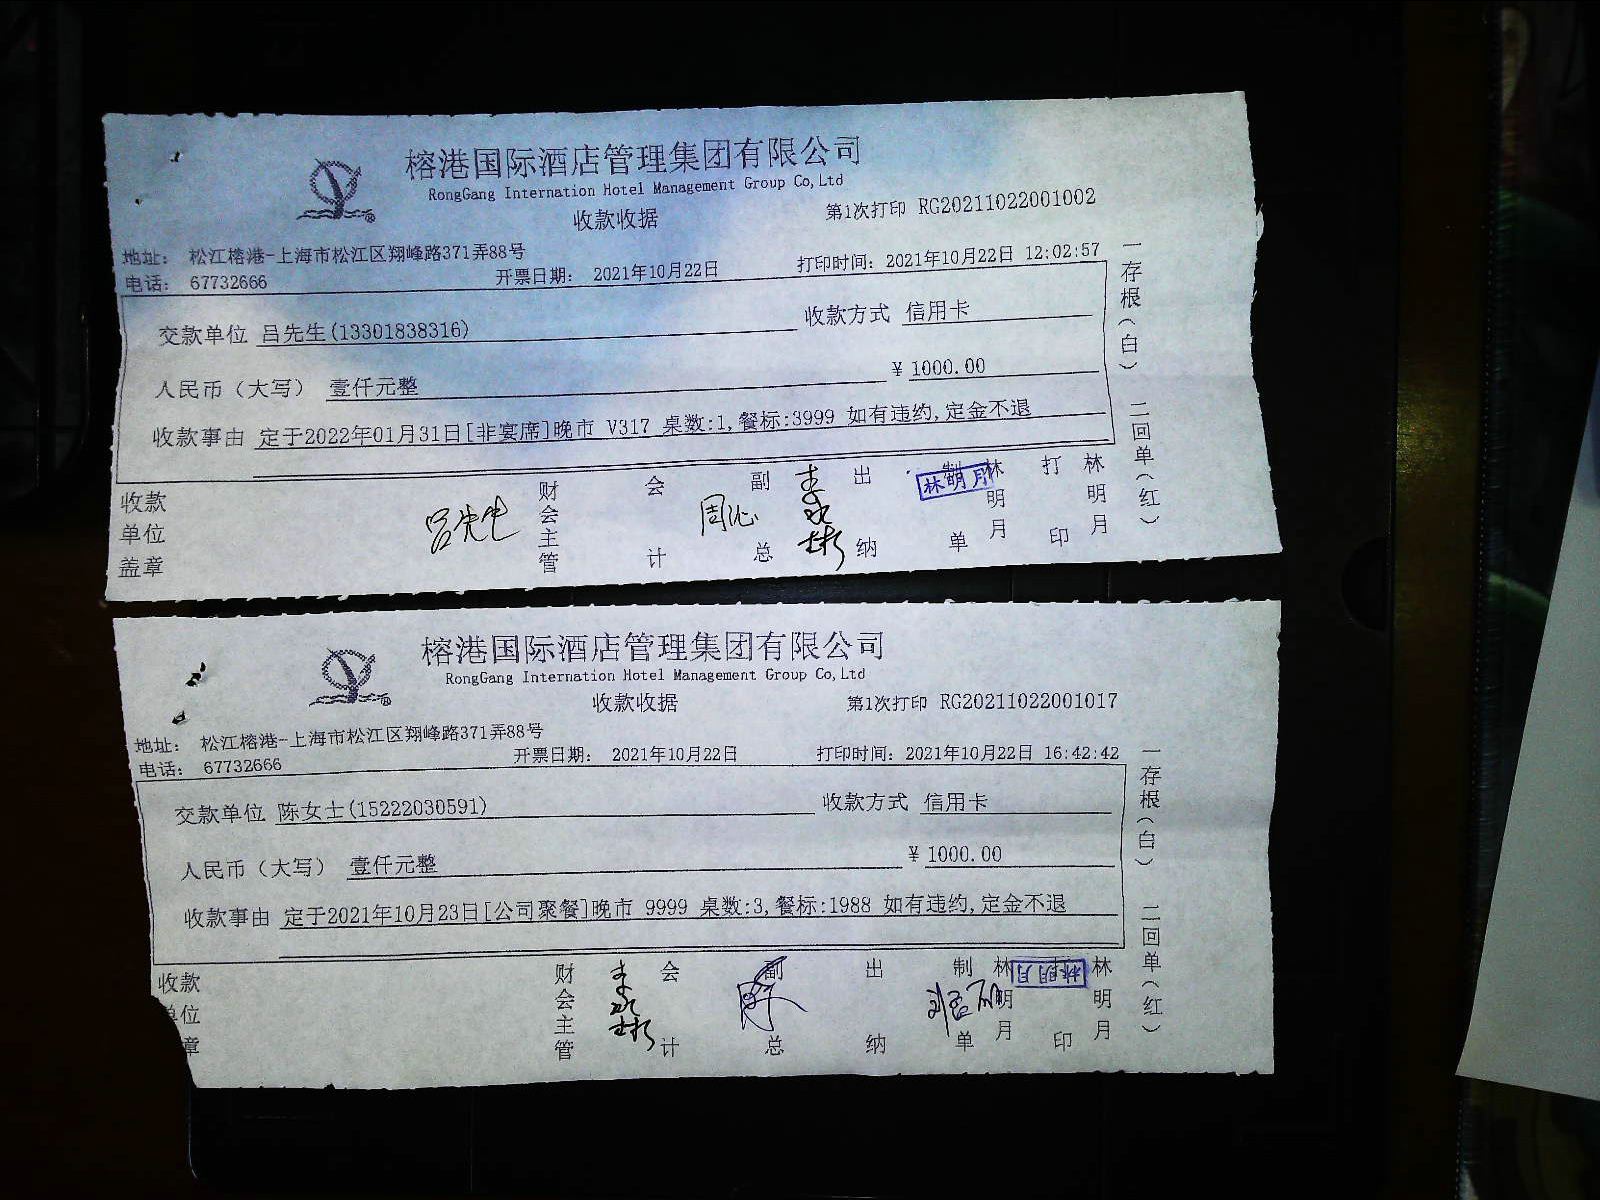 榕港国际酒店管理集团有限公司
RongGang Internation Hotel Management Group Co,Ltd
收款收据
第1次打印 RG20211022001002
地址： 松江榕港-上海市松江区翔峰路371弄88号
电话： 67732666
开票日期： 2021年10月22日
打印时间：2021年10月22日 12:02:57
交款单位 吕先生(13301838316)
收款方式 信用卡
人民币（大写） 壹仟元整
¥ 1000.00
收款事由 定于2022年01月31日[非宴席]晚市 V317 桌数:1,餐标:3999 如有违约,定金不退
一存根（白） 二回单（红）
收款单位盖章
吕先生
财会主管
会计
周沁
副总
出纳
林明月
制单
林明月
打印
林明月
榕港国际酒店管理集团有限公司
RongGang Internation Hotel Management Group Co,Ltd
收款收据
第1次打印 RG20211022001017
地址： 松江榕港-上海市松江区翔峰路371弄88号
电话： 67732666
开票日期： 2021年10月22日
打印时间：2021年10月22日 16:42:42
交款单位 陈女士(15222030591)
收款方式 信用卡
人民币（大写） 壹仟元整
¥ 1000.00
收款事由 定于2021年10月23日[公司聚餐]晚市 9999 桌数:3,餐标:1988 如有违约,定金不退
一存根（白） 二回单（红）
收款
单位
章
财会主管
会计
副总
出纳
制单
林明月
打印
林明月
林明月